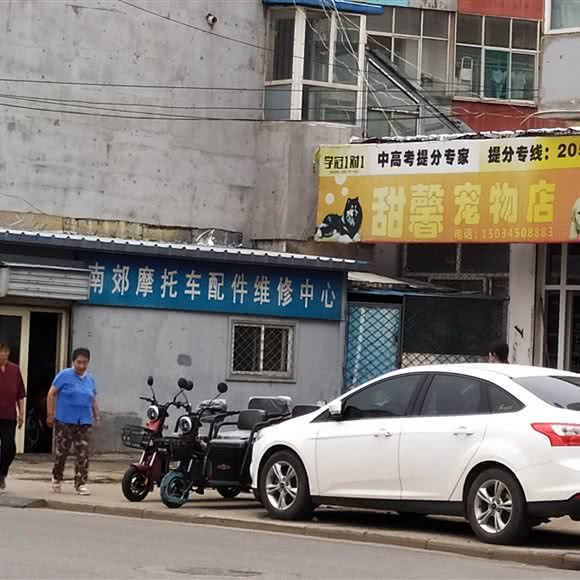 学冠1对1 中高考提分专家 提分专线:205
甜馨宠物店
电话:15034508883
南郊摩托车配件维修中心